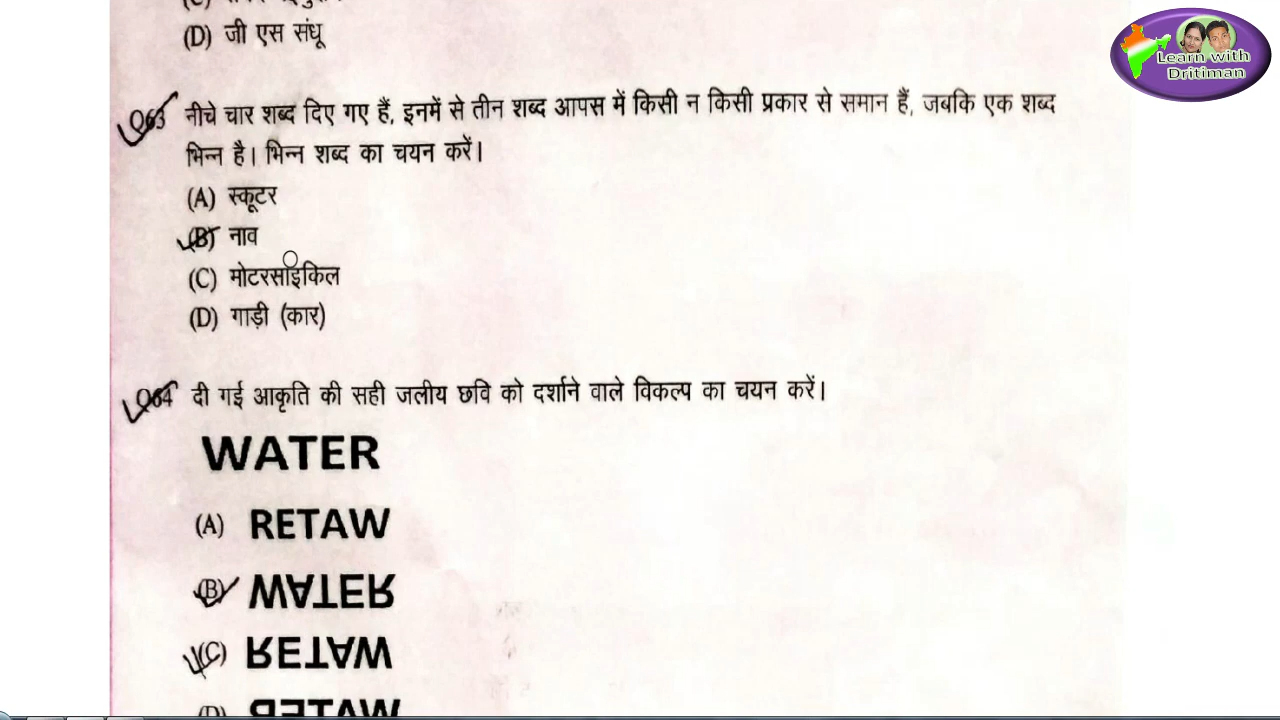 (D) जी एस संधू
Learn with
Dritiman
Q63 नीचे चार शब्द दिए गए हैं, इनमें से तीन शब्द आपस में किसी न किसी प्रकार से समान हैं, जबकि एक शब्द
भिन्न है। भिन्न शब्द का चयन करें।
(A) स्कूटर
(B) नाव
(C) मोटरसाइकिल
(D) गाड़ी (कार)
Q64 दी गई आकृति की सही जलीय छवि को दर्शाने वाले विकल्प का चयन करें।
WATER
(A) RETAW
(B) WATER
(C) RETAW
(D)